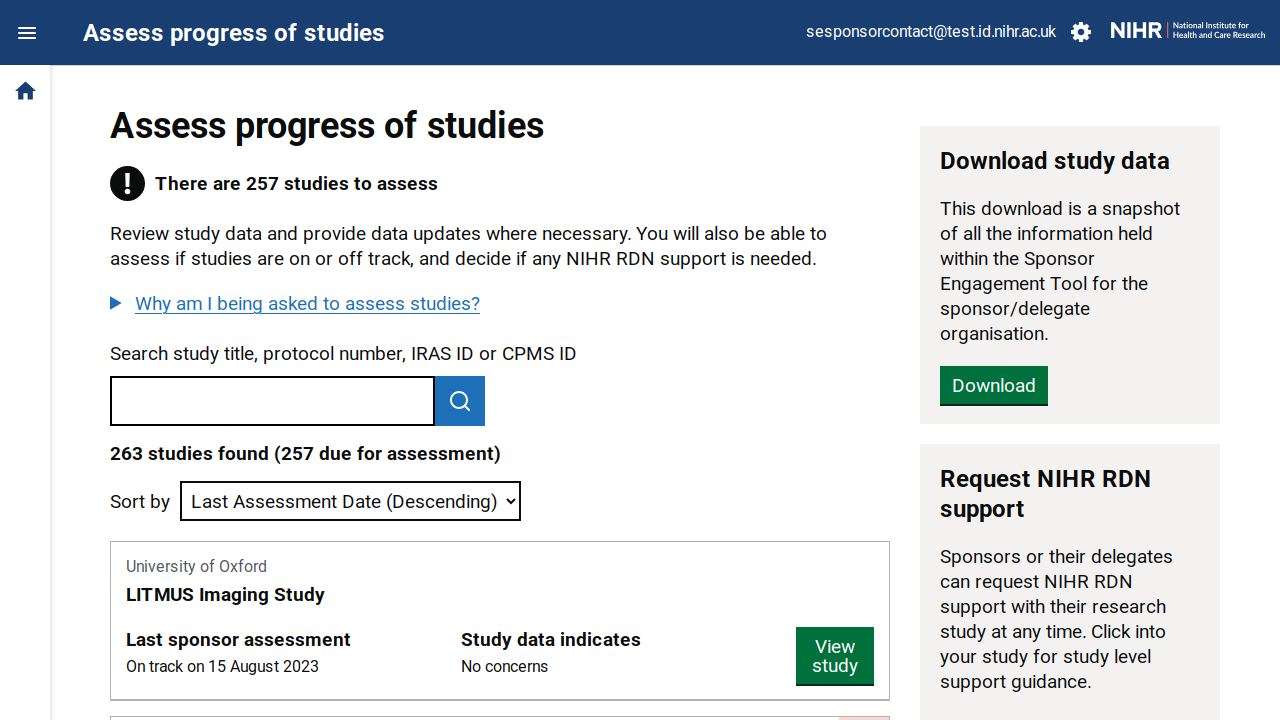 Assess progress of studies
sesponsorcontact@test.id.nihr.ac.uk
NIHR | National Institute for
Health and Care Research
Assess progress of studies
There are 257 studies to assess
Review study data and provide data updates where necessary. You will also be able to
assess if studies are on or off track, and decide if any NIHR RDN support is needed.
Why am I being asked to assess studies?
Search study title, protocol number, IRAS ID or CPMS ID
263 studies found (257 due for assessment)
Sort by
Last Assessment Date (Descending)
University of Oxford
LITMUS Imaging Study
Last sponsor assessment
On track on 15 August 2023
Study data indicates
No concerns
View
study
Download study data
This download is a snapshot
of all the information held
within the Sponsor
Engagement Tool for the
sponsor/delegate
organisation.
Download
Request NIHR RDN
support
Sponsors or their delegates
can request NIHR RDN
support with their research
study at any time. Click into
your study for study level
support guidance.